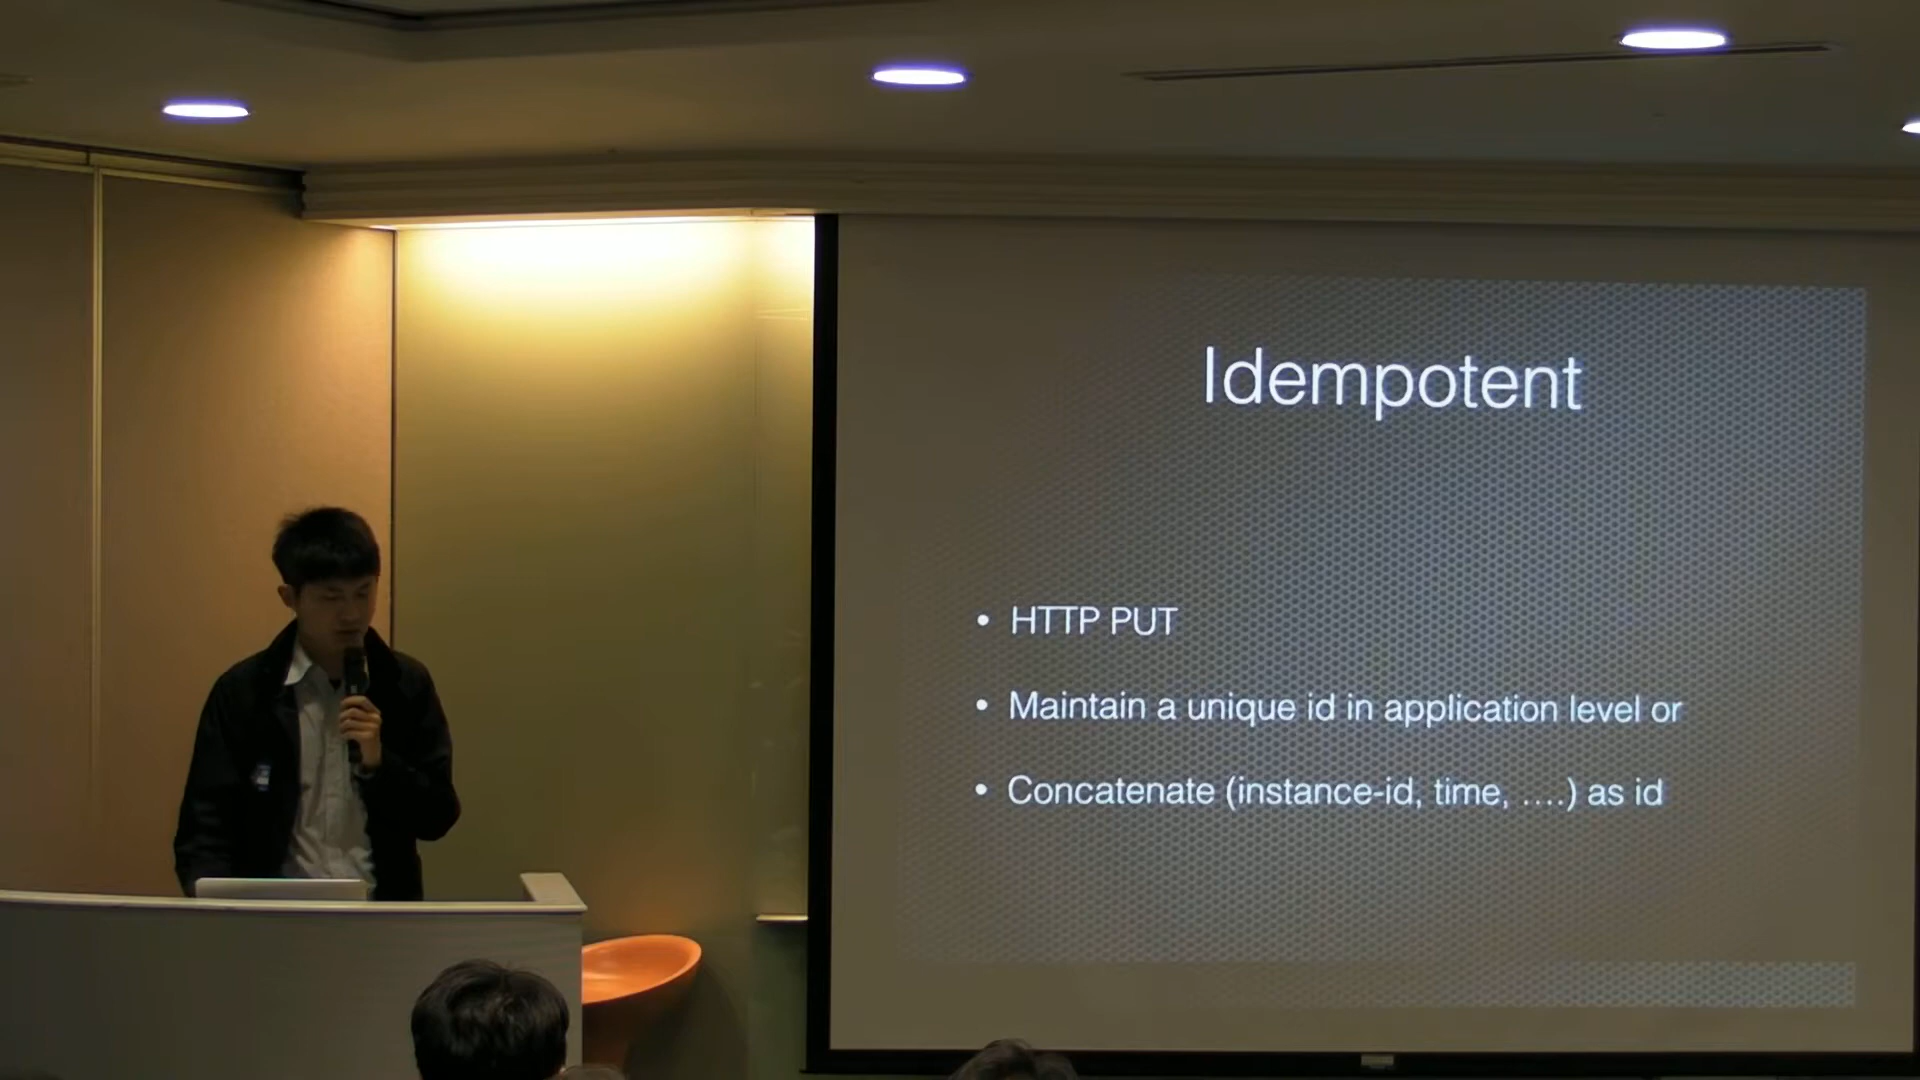 Idempotent
• HTTP PUT
• Maintain a unique id in application level or
• Concatenate (instance-id, time, ....) as id